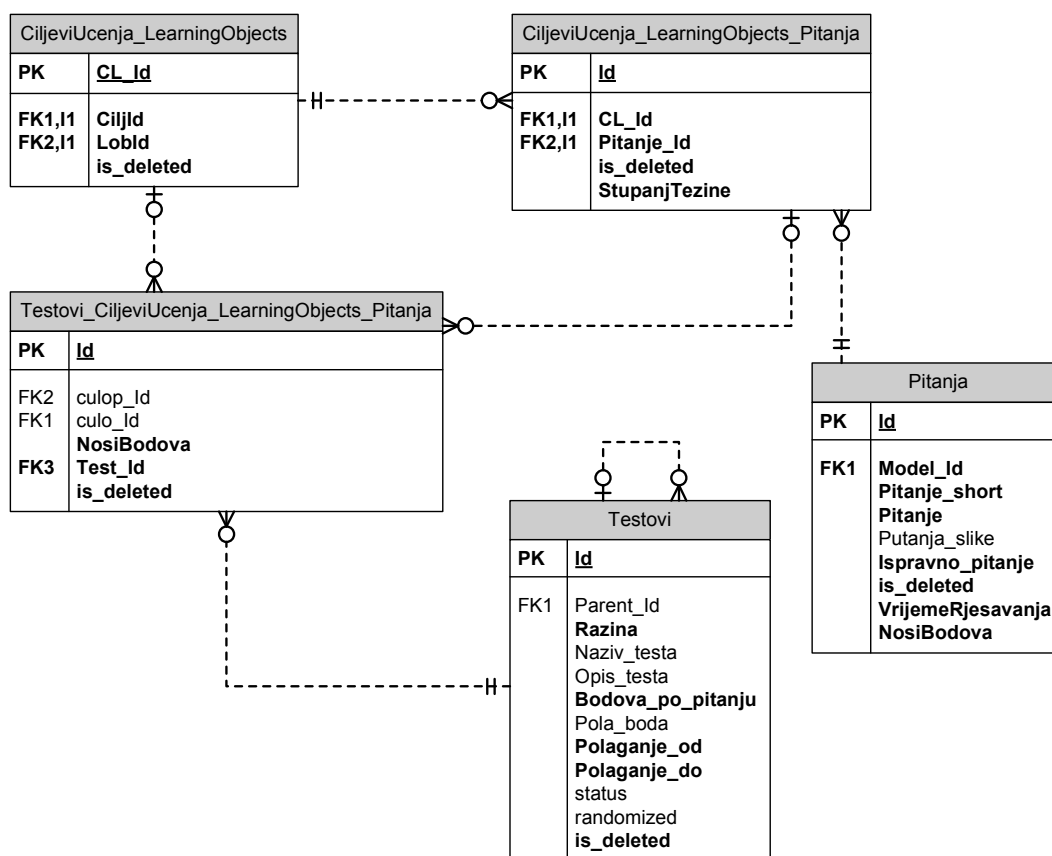 CiljeviUcenja_LearningObjects
PK CL_Id
FK1,I1 CiljId
FK2,I1 LobId
is_deleted
CiljeviUcenja_LearningObjects_Pitanja
PK Id
FK1,I1 CL_Id
FK2,I1 Pitanje_Id
is_deleted
StupanjTezine
Testovi_CiljeviUcenja_LearningObjects_Pitanja
PK Id
FK2 culop_Id
FK1 culo_Id
NosiBodova
FK3 Test_Id
is_deleted
Pitanja
PK Id
FK1 Model_Id
Pitanje_short
Pitanje
Putanja_slike
Ispravno_pitanje
is_deleted
VrijemeRjesavanja
NosiBodova
Testovi
PK Id
FK1 Parent_Id
Razina
Naziv_testa
Opis_testa
Bodova_po_pitanju
Pola_boda
Polaganje_od
Polaganje_do
status
randomized
is_deleted